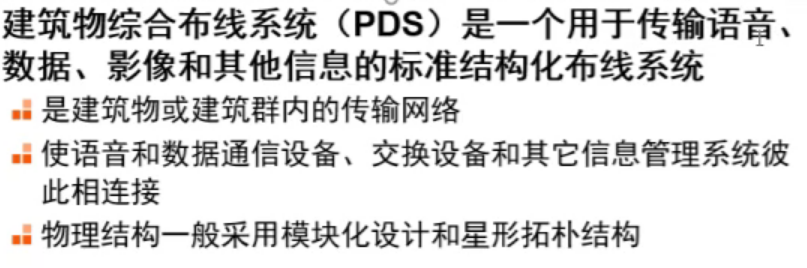 建筑物综合布线系统（PDS）是一个用于传输语音、
数据、影像和其他信息的标准结构化布线系统
是建筑物或建筑群内的传输网络
使语音和数据通信设备、交换设备和其它信息管理系统彼
此相连接
物理结构一般采用模块化设计和星形拓朴结构